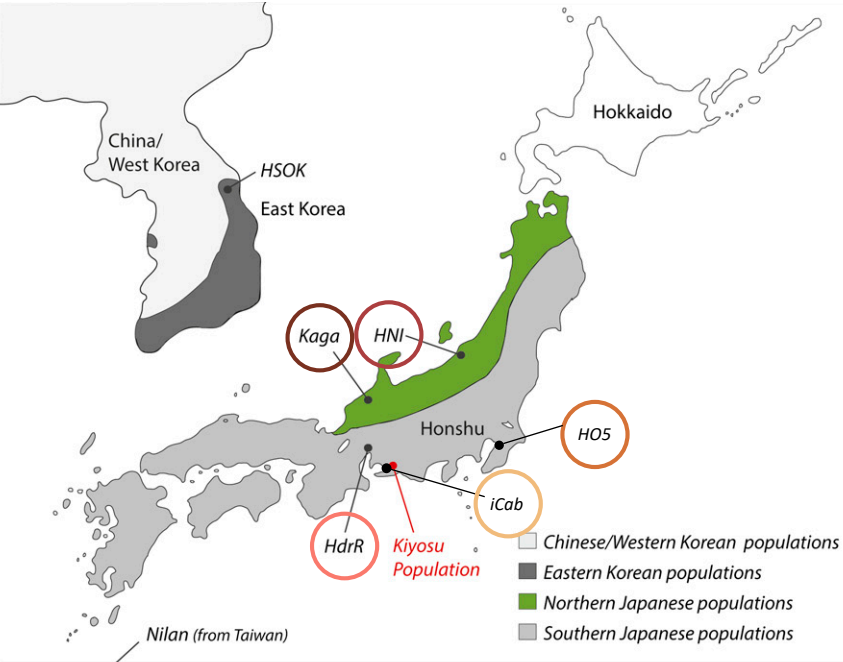 Hokkaido
China/
West Korea
HSOK
East Korea
Kaga
HNI
Honshu
HO5
iCab
HdrR
Kiyosu
Population
Chinese/Western Korean populations
Eastern Korean populations
Northern Japanese populations
Southern Japanese populations
Nilan (from Taiwan)